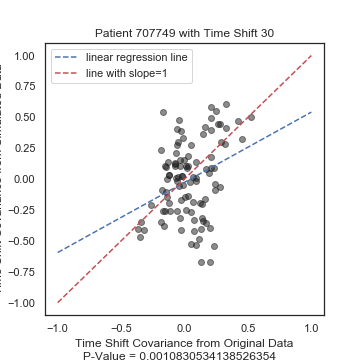 Patient 707749 with Time Shift 30
linear regression line
line with slope=1
1.00
0.75
0.50
0.25
0.00
−0.25
−0.50
−0.75
−1.00
−1.0
−0.5
0.0
0.5
1.0
Time Shift Covariance from Original Data
P-Value = 0.0010830534138526354